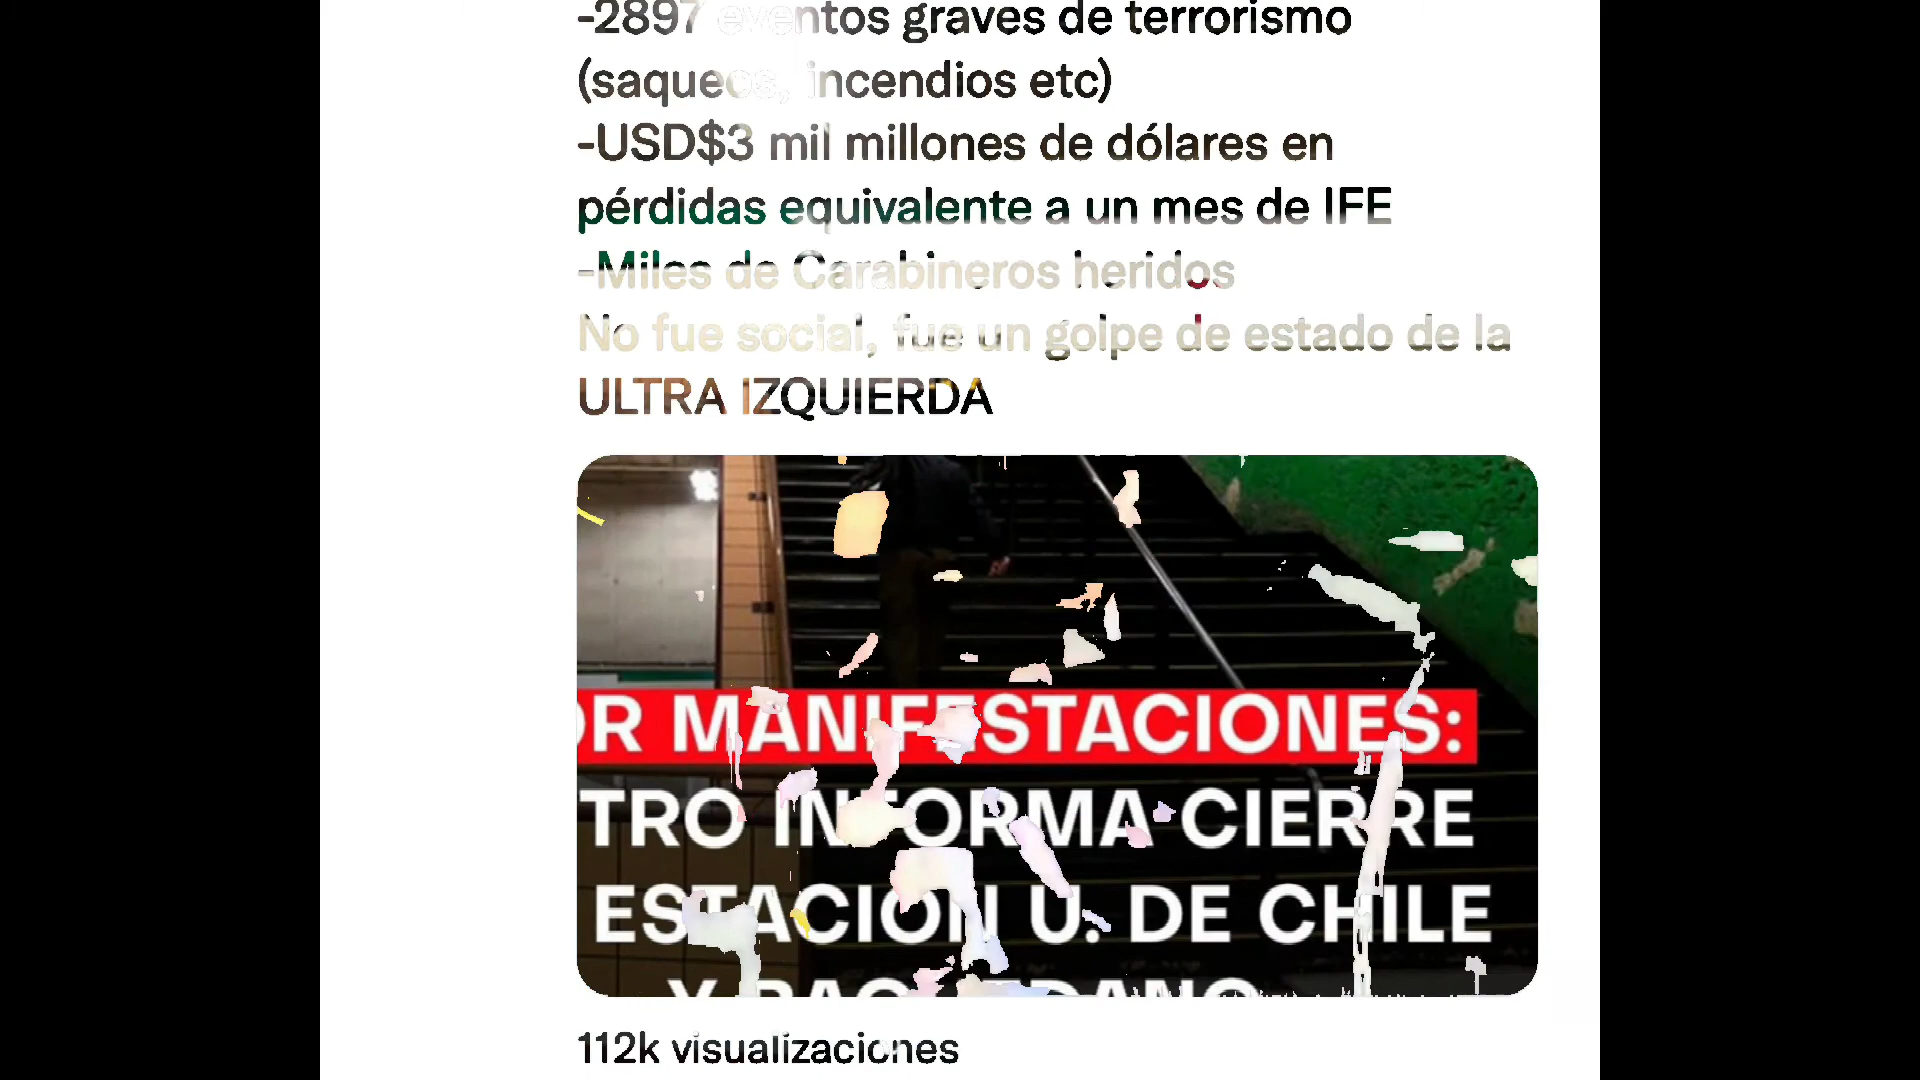 -2897 eventos graves de terrorismo
(saqueos, incendios etc)
-USD$3 mil millones de dólares en
pérdidas equivalente a un mes de IFE
-Miles de Carabineros heridos
No fue social, fue un golpe de estado de la
ULTRA IZQUIERDA
OR MANIFESTACIONES:
TRO INFORMA CIERRE
ESTACIÓN U. DE CHILE
Y
112k visualizaciones